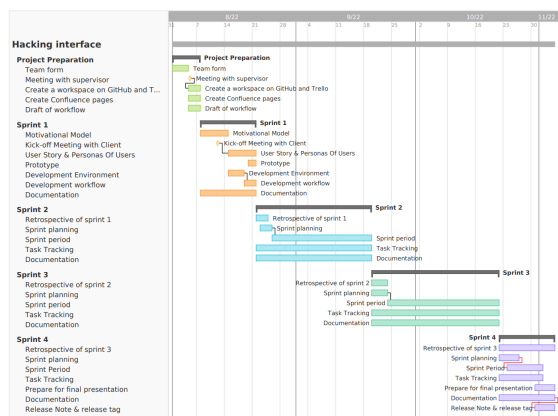 8/22 9/22 10/22 11/22
31 7 14 21 28 4 11 18 25 2 9 16 23 30
Hacking interface
Project Preparation Project Preparation
Team form Team form
Meeting with supervisor Meeting with supervisor
Create a workspace on GitHub and T... Create a workspace on GitHub and Trello
Create Confluence pages Create Confluence pages
Draft of workflow Draft of workflow
Sprint 1 Sprint 1
Motivational Model Motivational Model
Kick-off Meeting with Client Kick-off Meeting with Client
User Story & Personas Of Users User Story & Personas Of Users
Prototype Prototype
Development Environment Development Environment
Development workflow Development workflow
Documentation Documentation
Sprint 2 Sprint 2
Retrospective of sprint 1 Retrospective of sprint 1
Sprint planning Sprint planning
Sprint period Sprint period
Task Tracking Task Tracking
Documentation Documentation
Sprint 3 Sprint 3
Retrospective of sprint 2 Retrospective of sprint 2
Sprint planning Sprint planning
Sprint period Sprint period
Task Tracking Task Tracking
Documentation Documentation
Sprint 4 Sprint 4
Retrospective of sprint 3 Retrospective of sprint 3
Sprint planning Sprint planning
Sprint Period Sprint Period
Task Tracking Task Tracking
Prepare for final presentation Prepare for final presentation
Documentation Documentation
Release Note & release tag Release Note & release tag